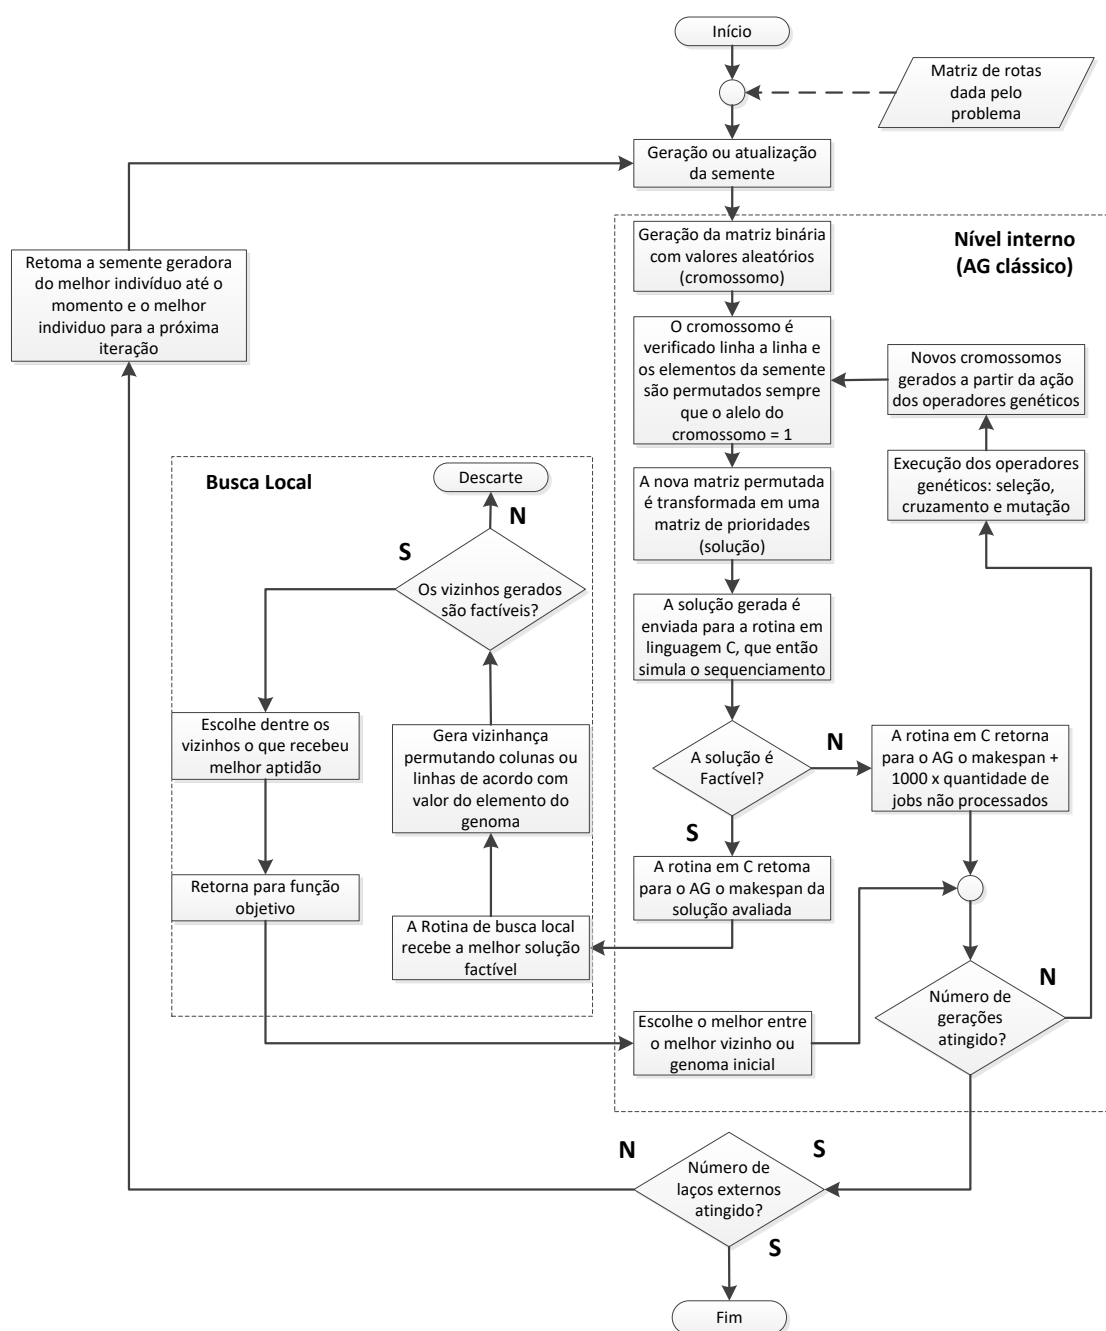 Início
Matriz de rotas
dada pelo
problema
Geração ou atualização
da semente
Nível interno
(AG clássico)
Geração da matriz binária
com valores aleatórios
(cromossomo)
Retoma a semente geradora
do melhor indivíduo até o
momento e o melhor
individuo para a próxima
iteração
O cromossomo é
verificado linha a linha e
os elementos da semente
são permutados sempre
que o alelo do
cromossomo = 1
Novos cromossomos
gerados a partir da ação
dos operadores genéticos
Execução dos operadores
genéticos: seleção,
cruzamento e mutação
Busca Local
Descarte
N
S
Os vizinhos gerados
são factíveis?
A nova matriz permutada
é transformada em uma
matriz de prioridades
(solução)
A solução gerada é
enviada para a rotina em
linguagem C, que então
simula o sequenciamento
Escolhe dentre os
vizinhos o que recebeu
melhor aptidão
Gera vizinhança
permutando colunas ou
linhas de acordo com
valor do elemento do
genoma
A solução é
Factível?
N
S
A rotina em C retorna
para o AG o makespan +
1000 x quantidade de
jobs não processados
A rotina em C retoma
para o AG o makespan da
solução avaliada
Retorna para função
objetivo
A Rotina de busca local
recebe a melhor solução
factível
Número de
gerações
atingido?
N
Escolhe o melhor entre
o melhor vizinho ou
genoma inicial
N
S
Número de
laços externos
atingido?
S
Fim